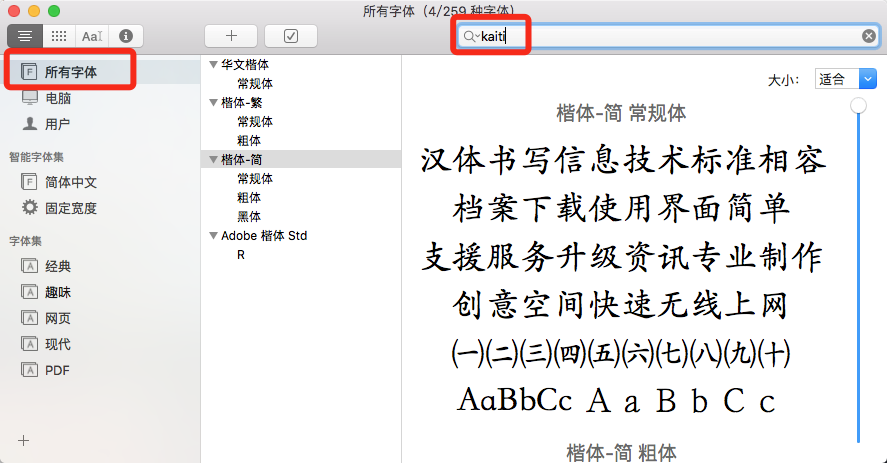 所有字体（4/259 种字体）
Aa
kaiti
所有字体
电脑
用户
智能字体集
简体中文
固定宽度
字体集
经典
趣味
网页
现代
PDF
华文楷体
常规体
楷体-繁
常规体
粗体
楷体-简
常规体
粗体
黑体
Adobe 楷体 Std
R
大小： 适合
楷体-简 常规体
汉体书写信息技术标准相容
档案下载使用界面简单
支援服务升级资讯专业制作
创意空间快速无线上网
㈠㈡㈢㈣㈤㈥㈦㈧㈨㈩
AaBbCc Ａａ Ｂｂ Ｃｃ
楷体-简 粗体